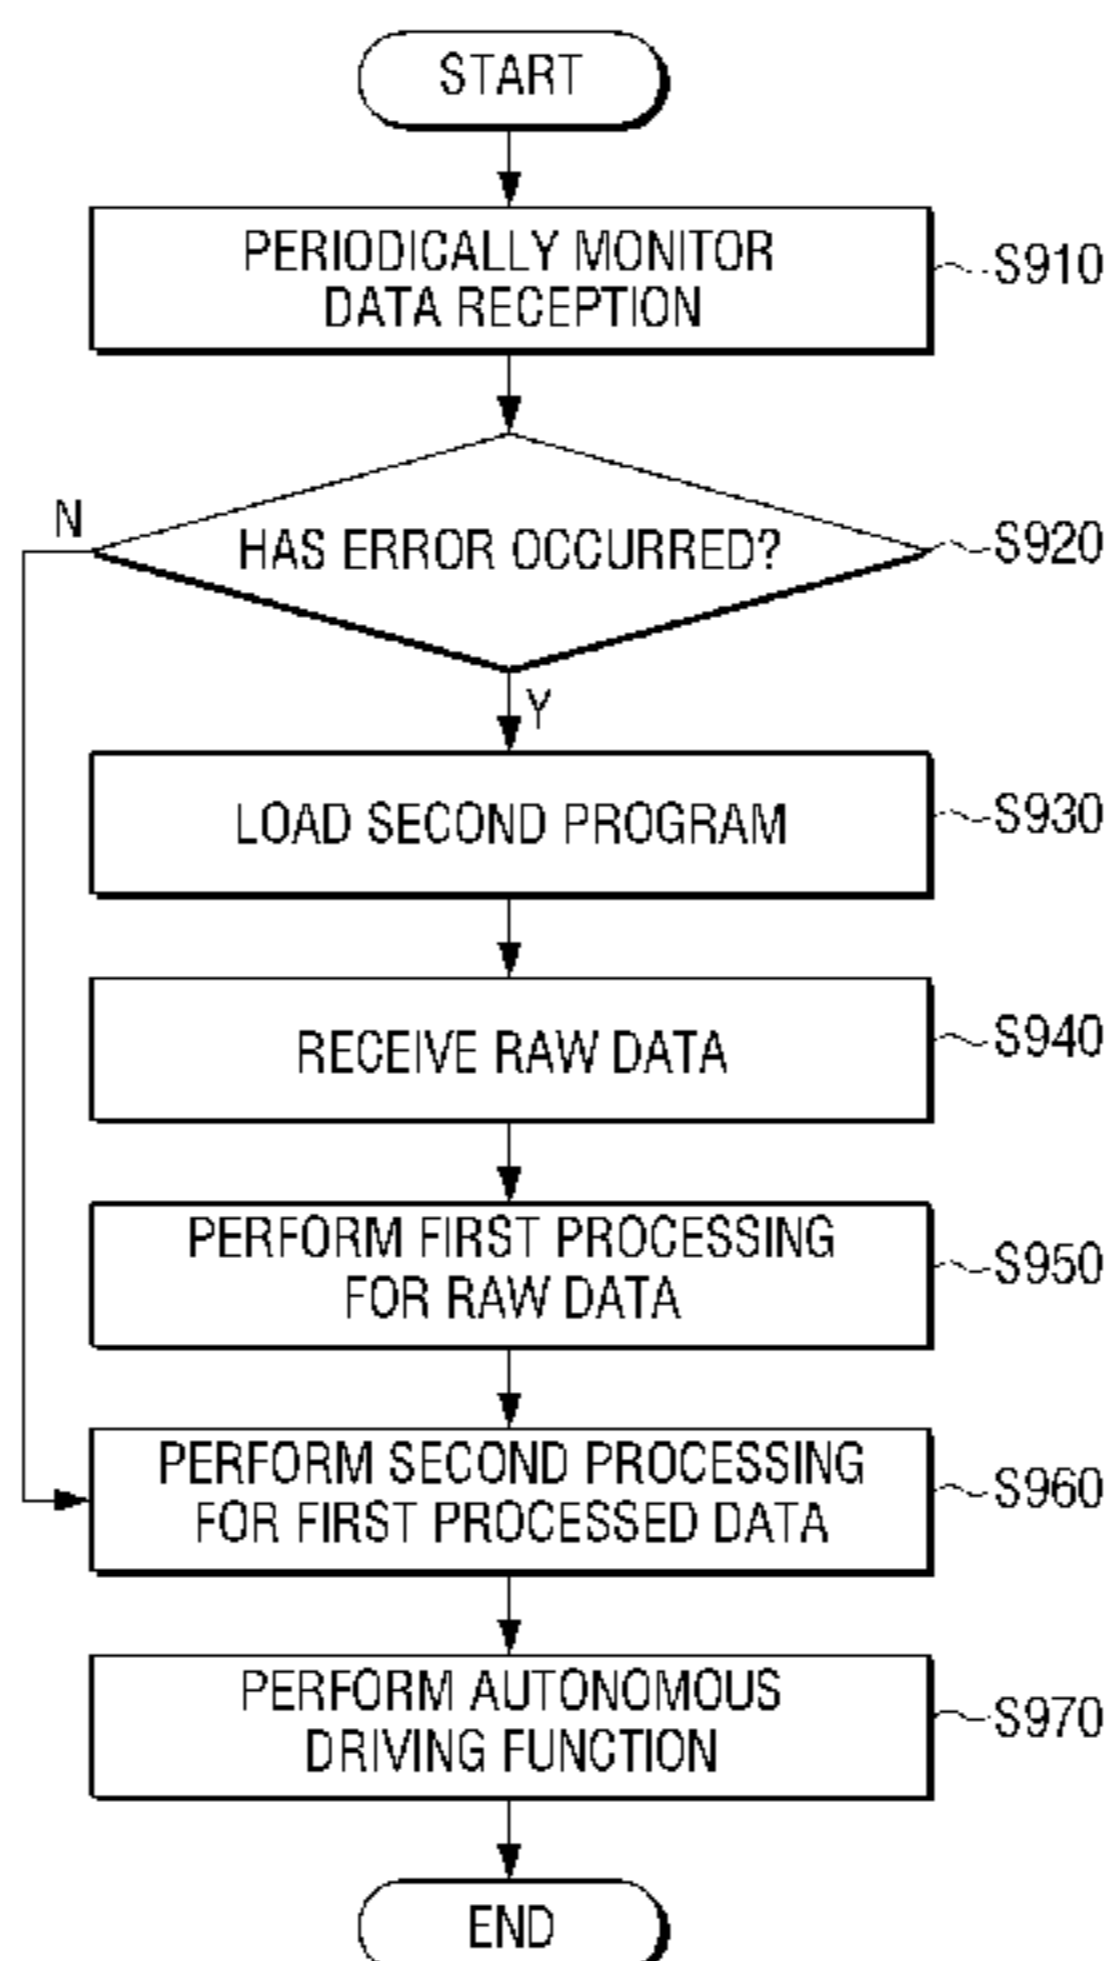 START
PERIODICALLY MONITOR
DATA RECEPTION
S910
N
HAS ERROR OCCURRED?
S920
Y
LOAD SECOND PROGRAM
S930
RECEIVE RAW DATA
S940
PERFORM FIRST PROCESSING
FOR RAW DATA
S950
PERFORM SECOND PROCESSING
FOR FIRST PROCESSED DATA
S960
PERFORM AUTONOMOUS
DRIVING FUNCTION
S970
END